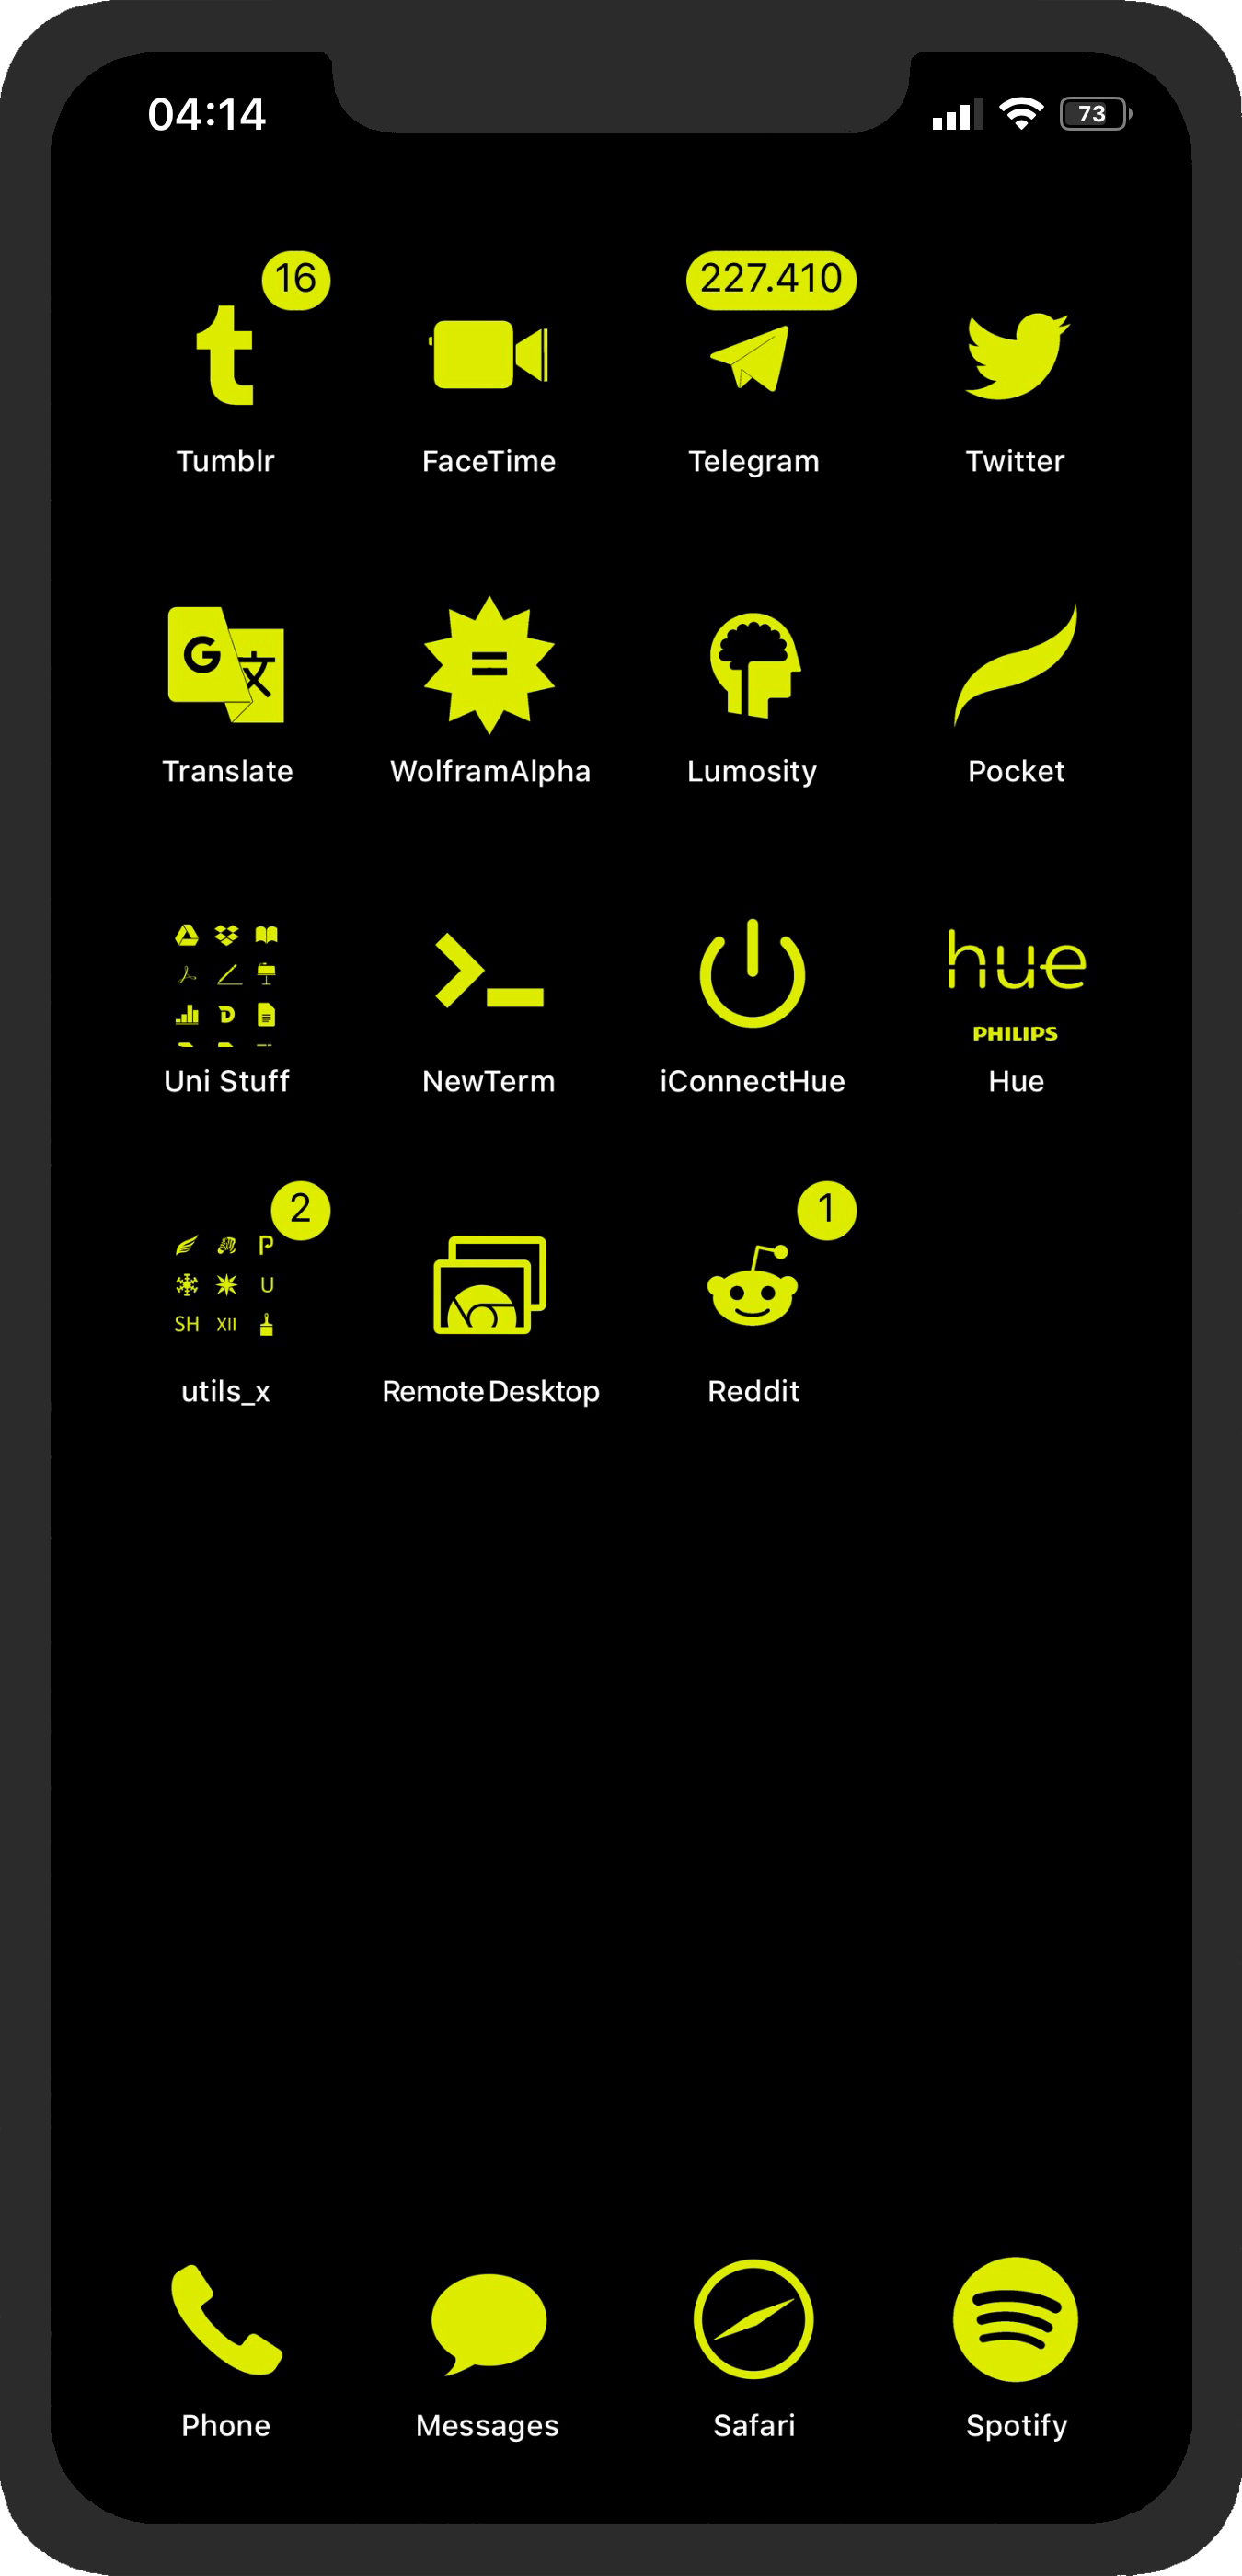 04:14 73
16 227.410
Tumblr FaceTime Telegram Twitter
G 文
Translate WolframAlpha Lumosity Pocket
hue
PHILIPS
Uni Stuff NewTerm iConnectHue Hue
2 1
P
U
SH XII
utils_x Remote Desktop Reddit
Phone Messages Safari Spotify